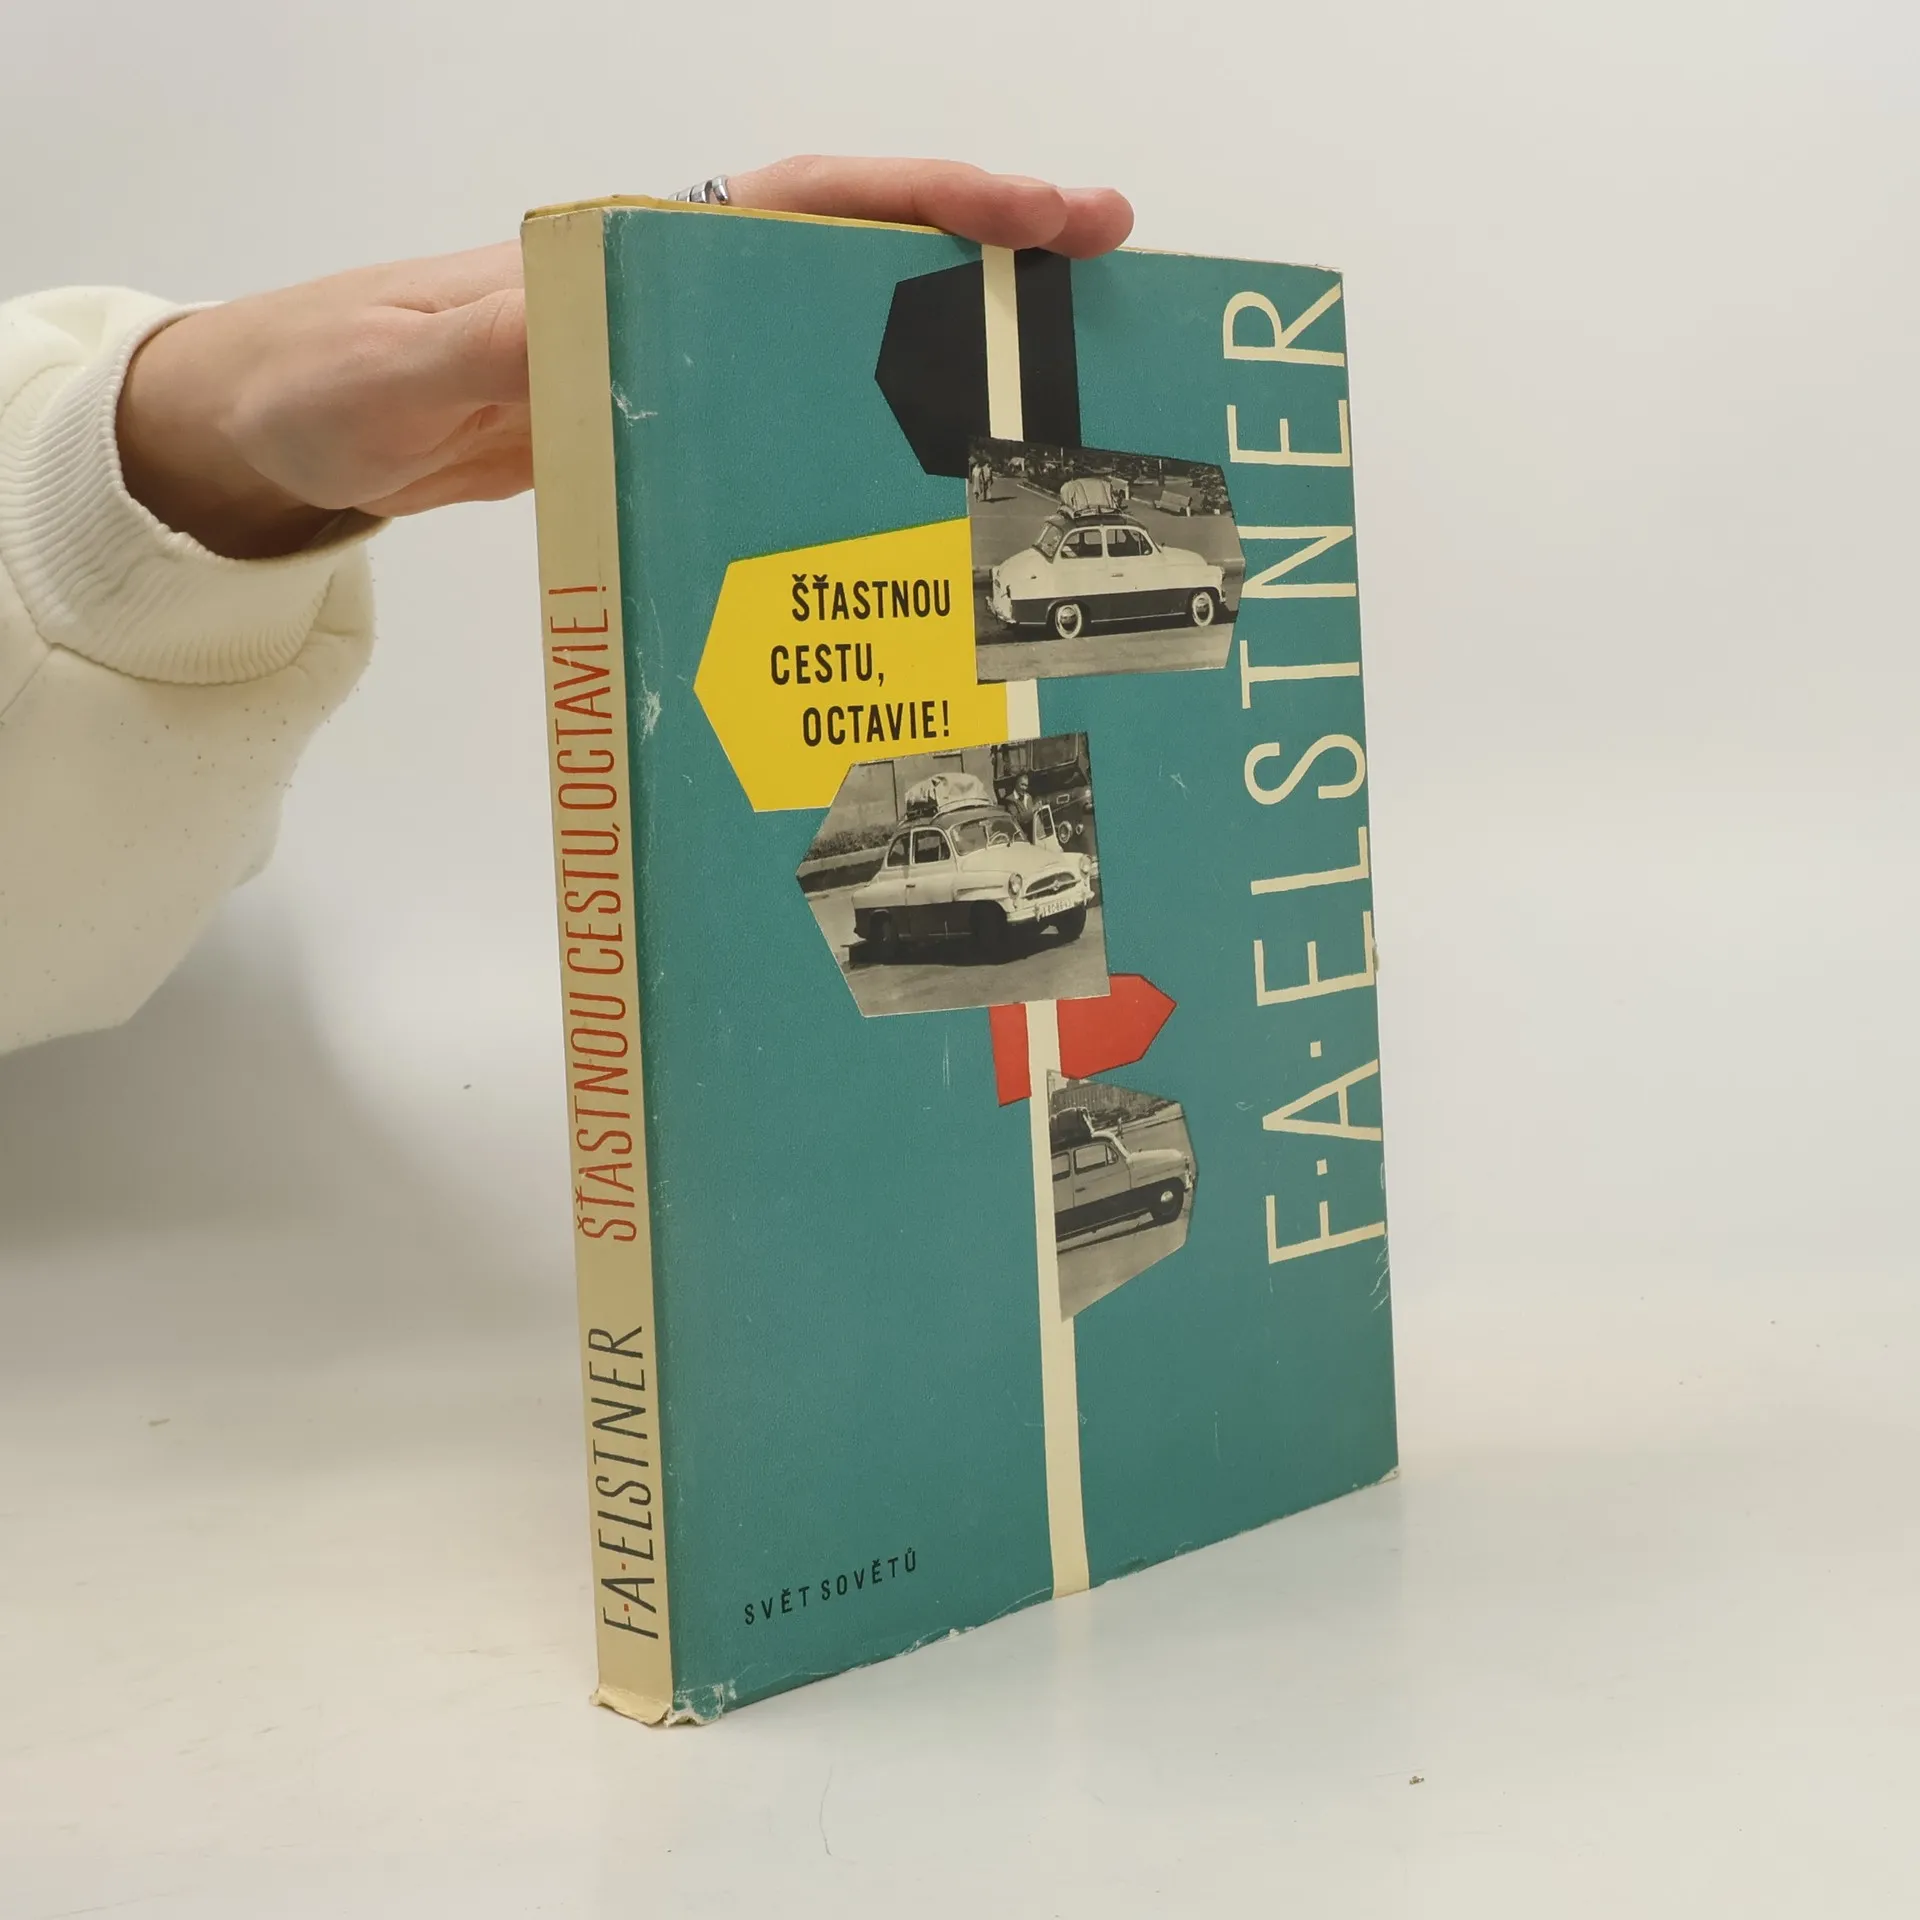 F·A·ELSTNER ŠŤASTNOU CESTU, OCTAVIE!
ŠŤASTNOU
CESTU,
OCTAVIE!
F·A·ELSTNER
SVĚT SOVĚTŮ